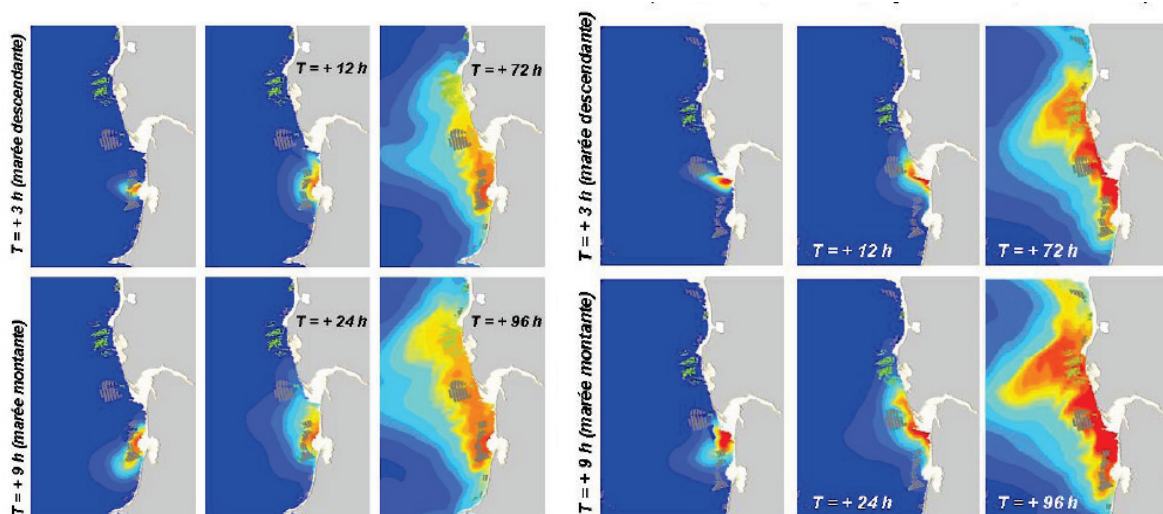 T = + 3 h (marée descendante)
T = + 12 h
T = + 72 h
T = + 9 h (marée montante)
T = + 24 h
T = + 96 h
T = + 3 h (marée descendante)
T = + 12 h
T = + 72 h
T = + 9 h (marée montante)
T = + 24 h
T = + 96 h